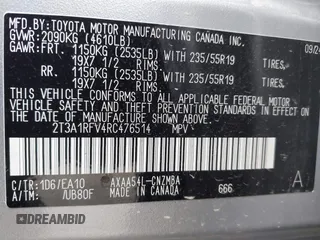 MFD.BY:TOYOTA MOTOR MANUFACTURING CANADA INC.
GVWR:2090KG (4610LB) 09/24
GAWR:FRT. 1150KG (2535LB) WITH 235/55R19 TIRES,
19X7 1/2 RIMS
RR. 1150KG (2535LB) WITH 235/55R19 TIRES,
19X7 1/2 RIMS
THIS VEHICLE CONFORMS TO ALL APPLICABLE FEDERAL MOTOR
VEHICLE SAFETY AND THEFT PREVENTION STANDARDS IN EFFECT ON
THE DATE OF MANUFACTURE SHOWN ABOVE.
2T3A1RFV4RC476514 MPV
C/TR:1D6/EA10 AXAA54L-CNZMBA
A/TM: /UB80F 666 A
DREAMBID